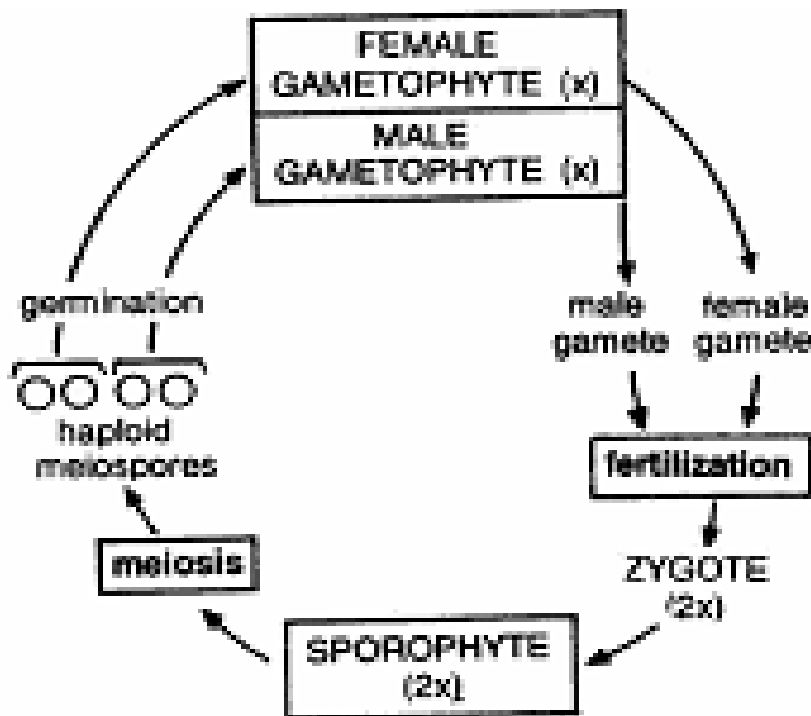 FEMALE
GAMETOPHYTE (x)
MALE
GAMETOPHYTE (x)
germination
haploid
meiospores
meiosis
male
gamete
female
gamete
fertilization
ZYGOTE
(2x)
SPOROPHYTE
(2x)